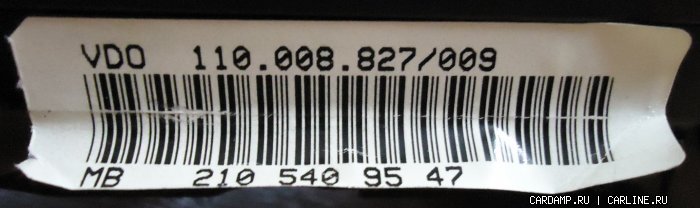 VDO 110.008.827/009
MB 210 540 95 47
CARDAMP.RU | CARLINE.RU